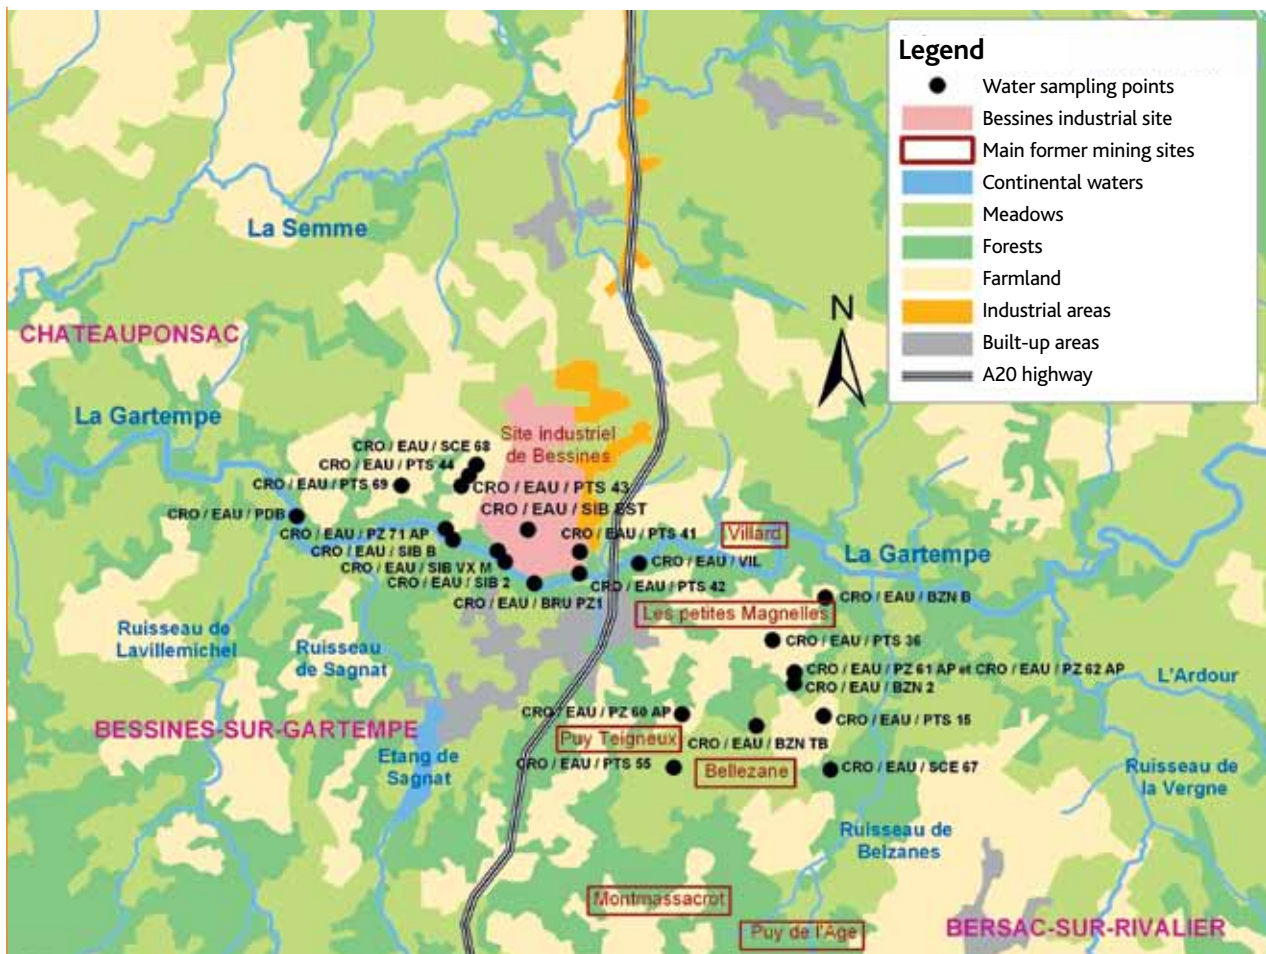 Legend
Water sampling points
Bessines industrial site
Main former mining sites
Continental waters
Meadows
Forests
Farmland
Industrial areas
Built-up areas
A20 highway
N
La Semme
CHATEAUPONSAC
La Gartempe
Site industriel
de Bessines
CRO / EAU / SCE 68
CRO / EAU / PTS 44
CRO / EAU / PTS 69
CRO / EAU / PTS 43
CRO / EAU / SIB EST
CRO / EAU / PDB
CRO / EAU / PZ 71 AP
CRO / EAU / PTS 41
CRO / EAU / SIB B
CRO / EAU / SIB VX M
CRO / EAU / SIB 2
CRO / EAU / BRU PZ1
CRO / EAU / PTS 42
CRO / EAU / VIL
Villard
La Gartempe
CRO / EAU / BZN B
Les petites Magnelles
CRO / EAU / PTS 36
CRO / EAU / PZ 61 AP et CRO / EAU / PZ 62 AP
CRO / EAU / BZN 2
L'Ardour
Ruisseau de
Lavillemichel
Ruisseau
de Sagnat
CRO / EAU / PZ 60 AP
CRO / EAU / PTS 15
BESSINES-SUR-GARTEMPE
Puy Teigneux
CRO / EAU / BZN TB
Etang de
Sagnat
CRO / EAU / PTS 55
Bellezane
CRO / EAU / SCE 67
Ruisseau de
la Vergne
Ruisseau de
Belzanes
Montmassacrot
Puy de l'Age
BERSAC-SUR-RIVALIER